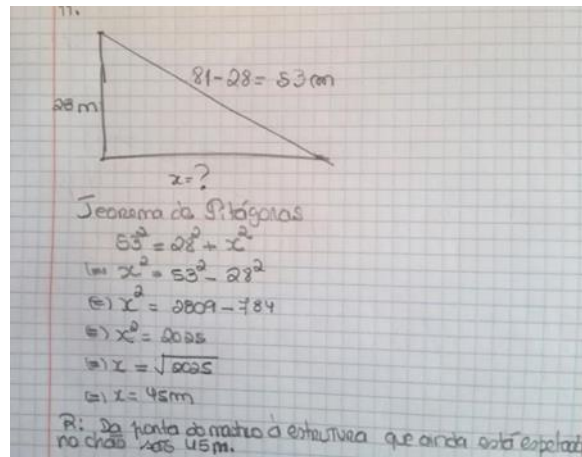 11.
81-28 = 53 m
28 m
x=?
Teorema de Pitágoras
53² = 28² + x²
(=) x² = 53² - 28²
(=) x² = 2809 - 784
(=) x² = 2025
(=) x = √2025
(=) x = 45m
R: Da ponta do mastro à estrutura que ainda está espetada
no chão são 45m.